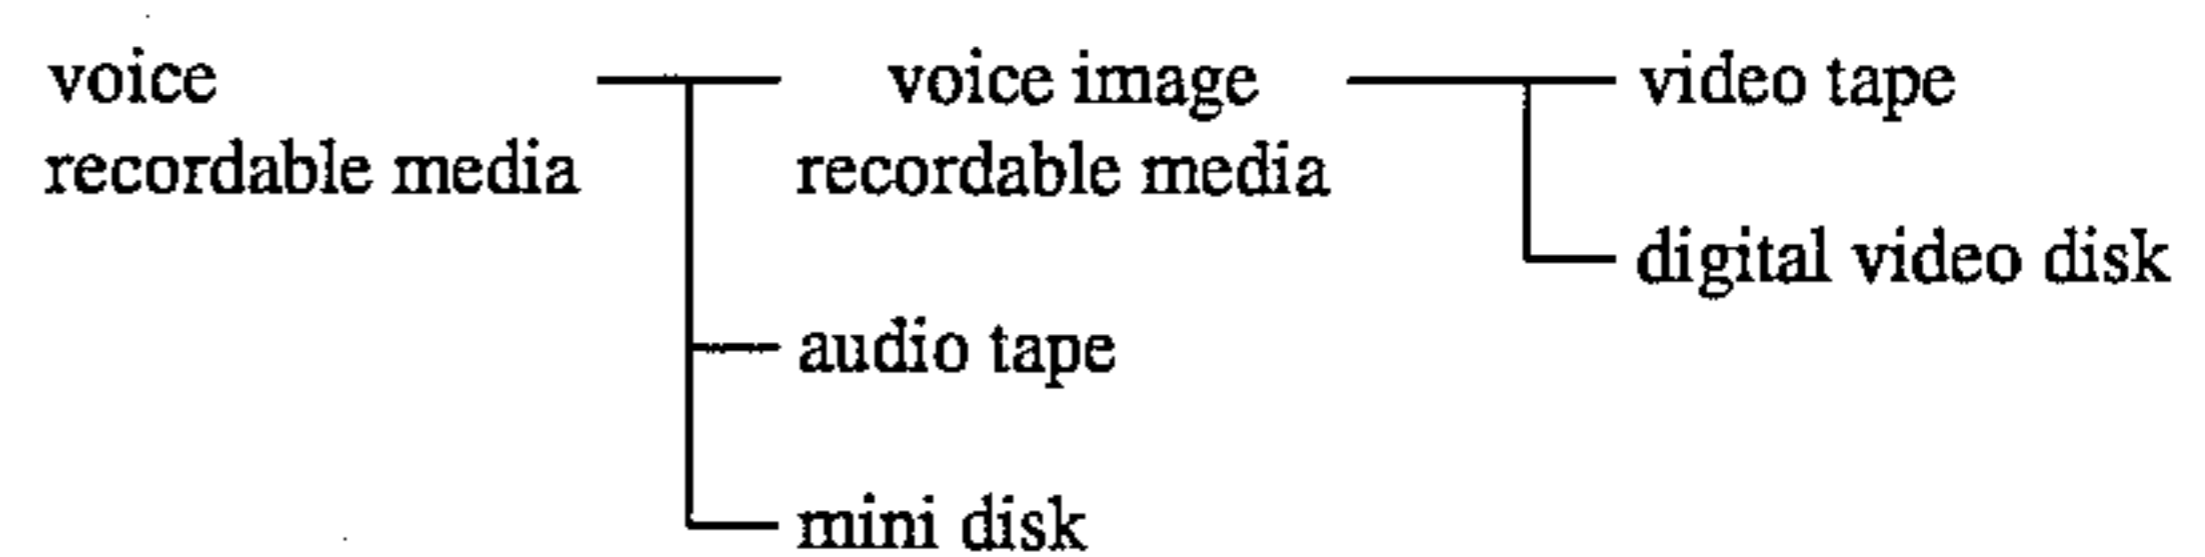 voice
recordable media
voice image
recordable media
audio tape
mini disk
video tape
digital video disk